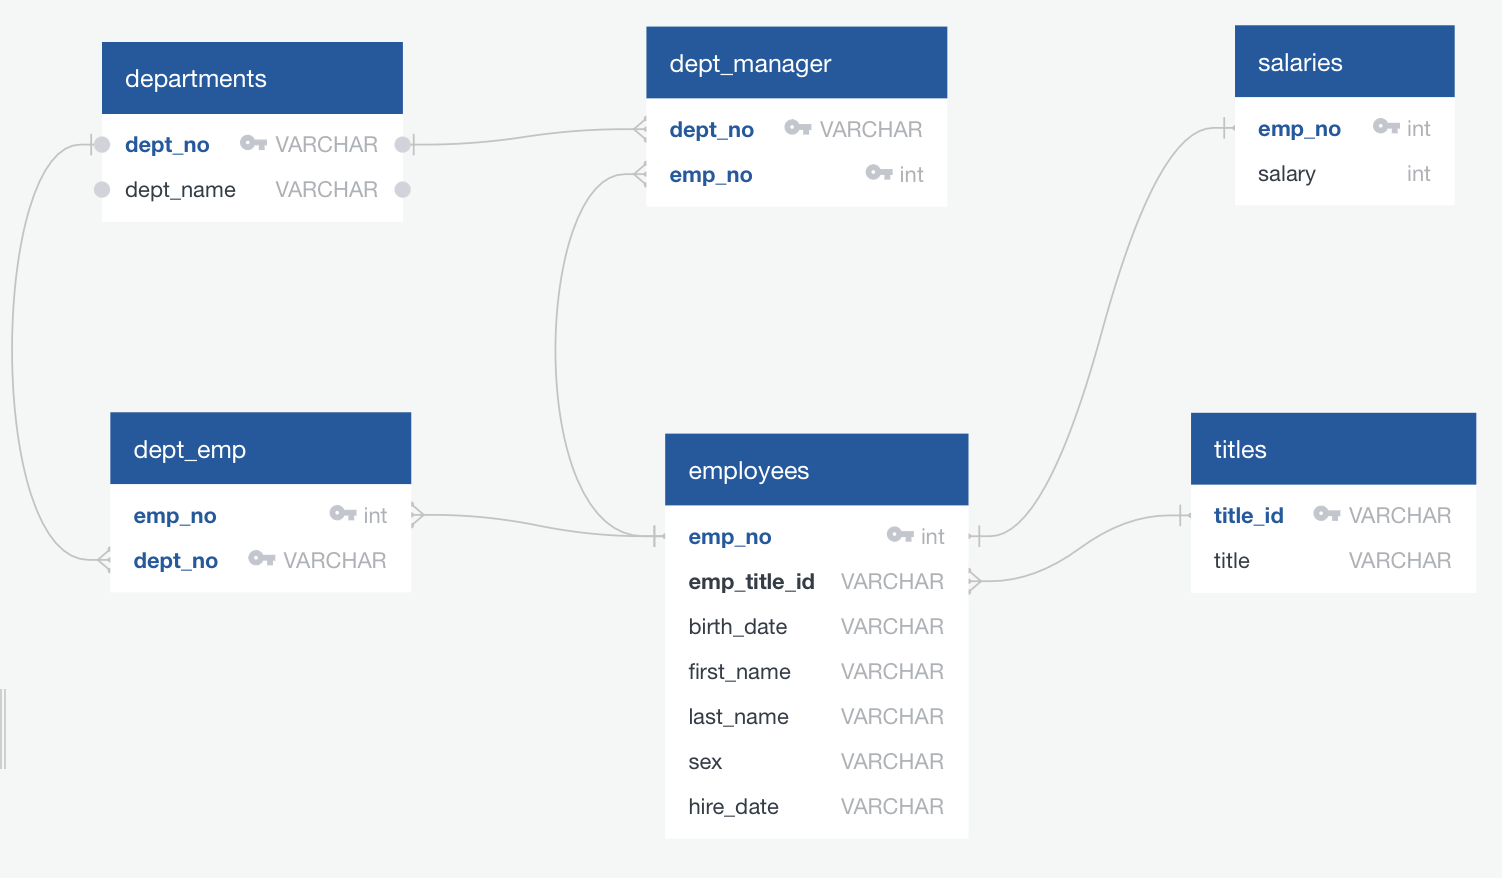 departments
dept_no VARCHAR
dept_name VARCHAR
dept_manager
dept_no VARCHAR
emp_no int
salaries
emp_no int
salary int
dept_emp
emp_no int
dept_no VARCHAR
employees
emp_no int
emp_title_id VARCHAR
birth_date VARCHAR
first_name VARCHAR
last_name VARCHAR
sex VARCHAR
hire_date VARCHAR
titles
title_id VARCHAR
title VARCHAR